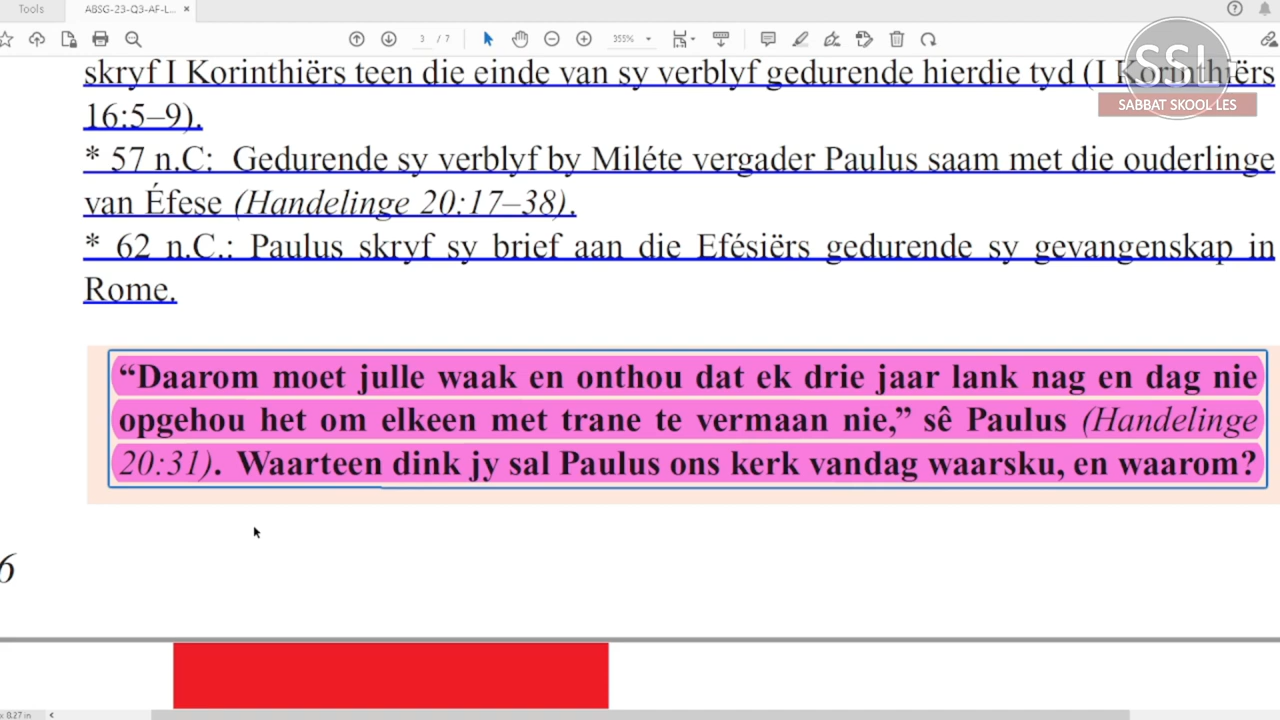 Tools
ABSG-23-Q3-AF-L...
3 / 7
355%
SSL
SABBAT SKOOL LES
skryf I Korinthiërs teen die einde van sy verblyf gedurende hierdie tyd (I Korinthiërs
16:5–9).
* 57 n.C: Gedurende sy verblyf by Miléte vergader Paulus saam met die ouderlinge
van Éfese (Handelinge 20:17–38).
* 62 n.C.: Paulus skryf sy brief aan die Efésiërs gedurende sy gevangenskap in
Rome.
“Daarom moet julle waak en onthou dat ek drie jaar lank nag en dag nie
opgehou het om elkeen met trane te vermaan nie,” sê Paulus (Handelinge
20:31). Waarteen dink jy sal Paulus ons kerk vandag waarsku, en waarom?
6
x 8.27 in